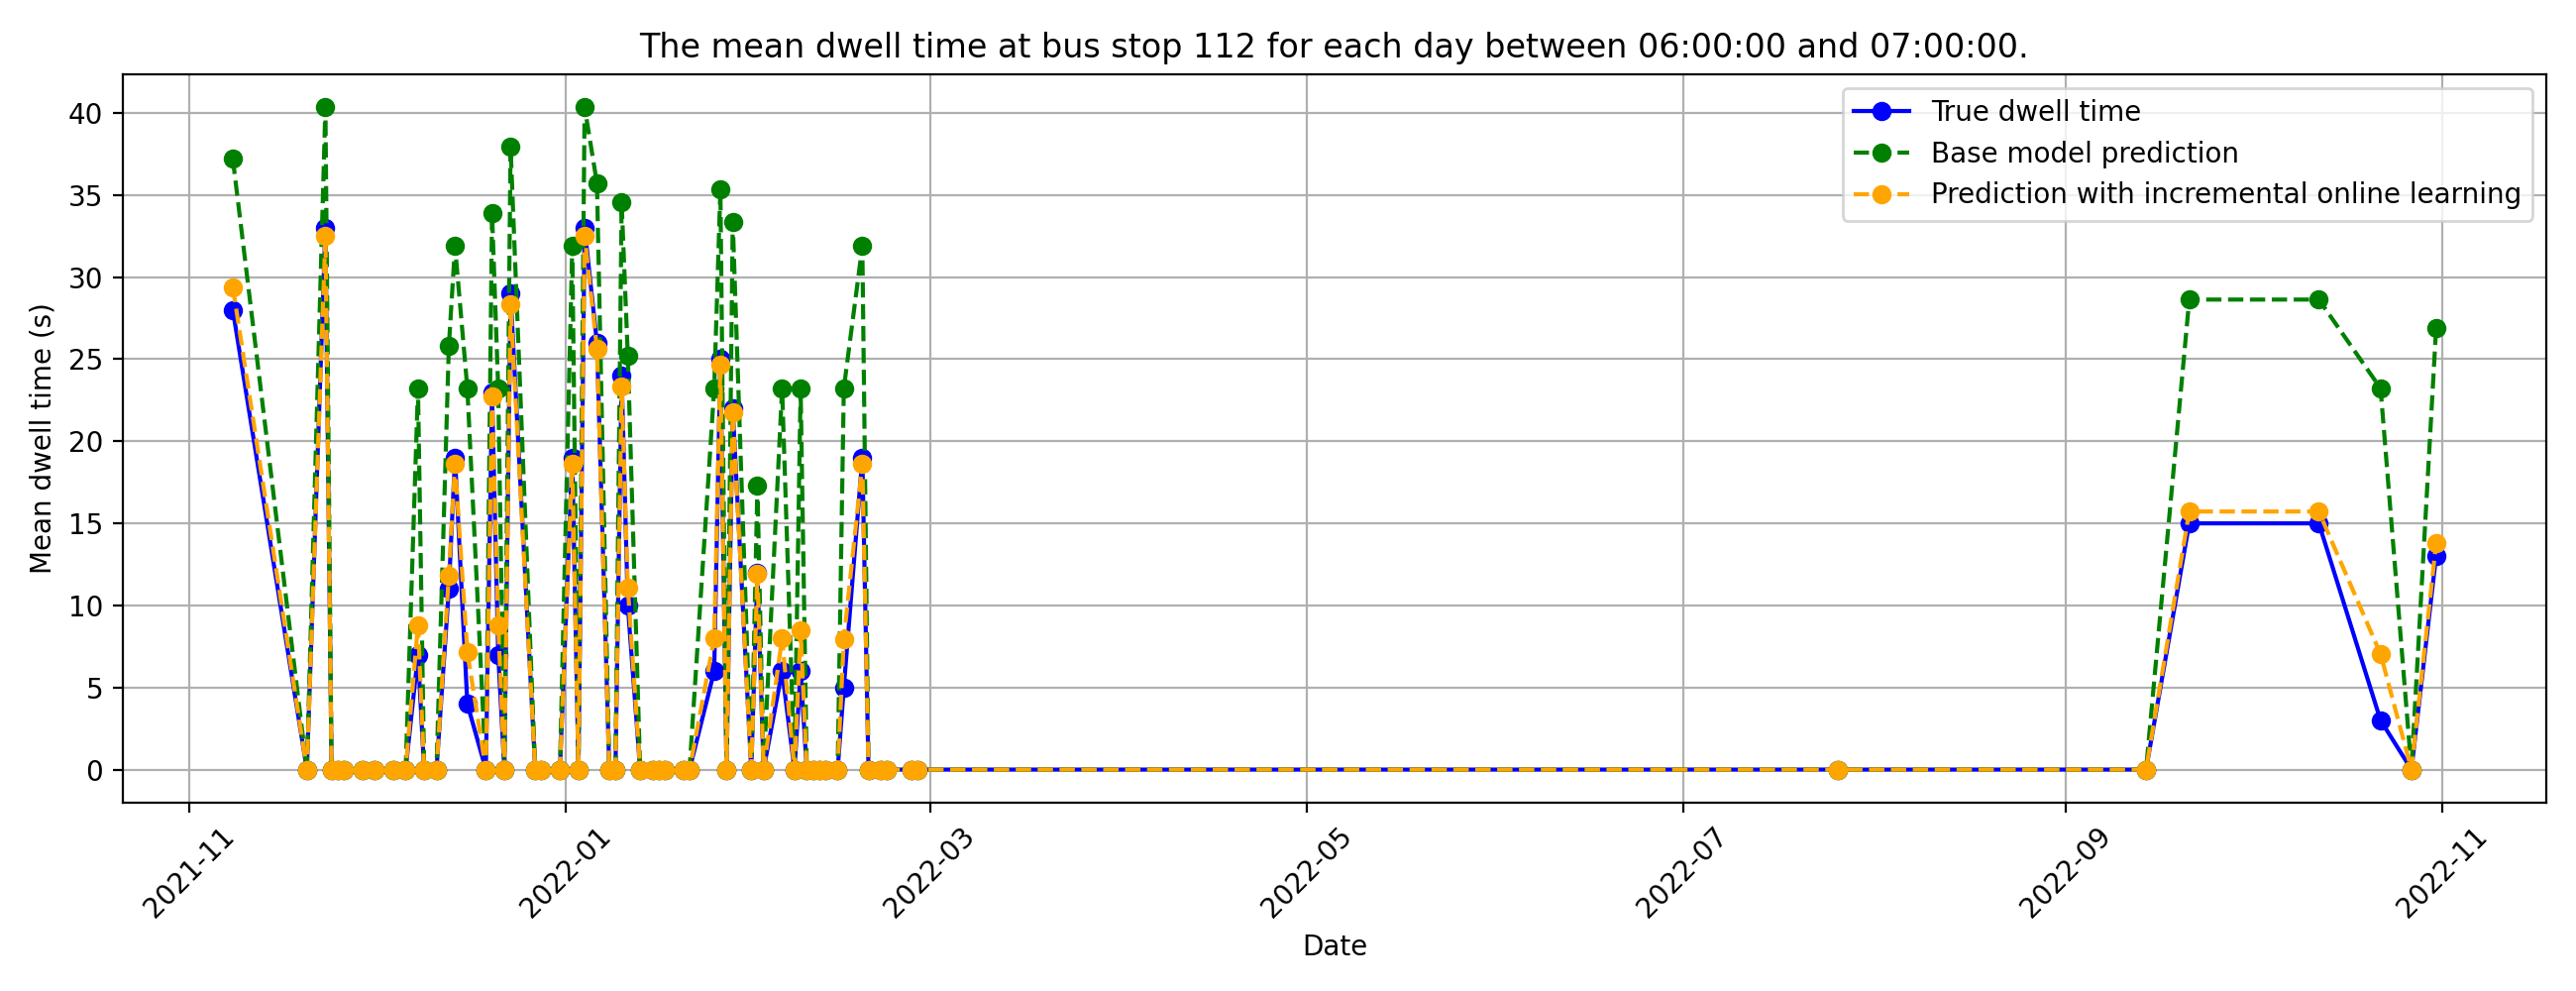 The mean dwell time at bus stop 112 for each day between 06:00:00 and 07:00:00.
True dwell time
Base model prediction
Prediction with incremental online learning
Mean dwell time (s)
40
35
30
25
20
15
10
5
0
2021-11
2022-01
2022-03
2022-05
2022-07
2022-09
2022-11
Date